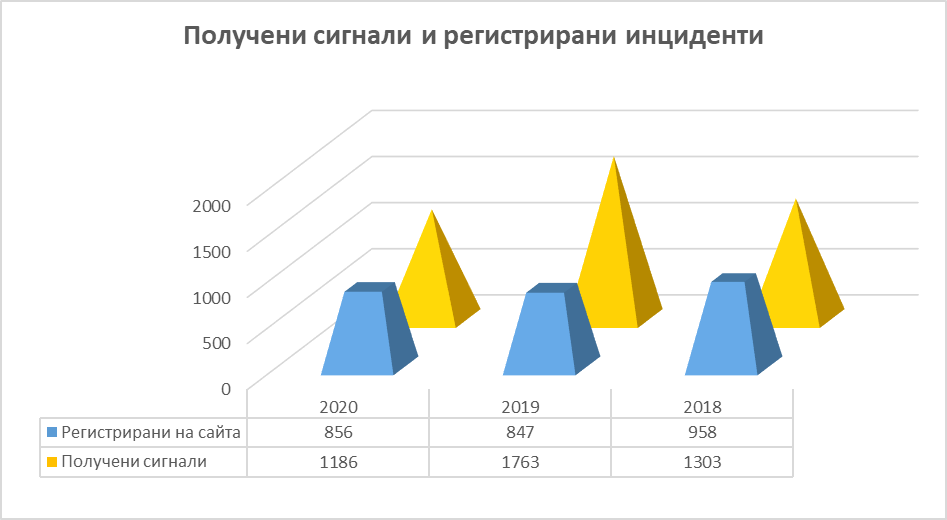 Получени сигнали и регистрирани инциденти
2000
1500
1000
500
0
2020 2019 2018
Регистрирани на сайта 856 847 958
Получени сигнали 1186 1763 1303